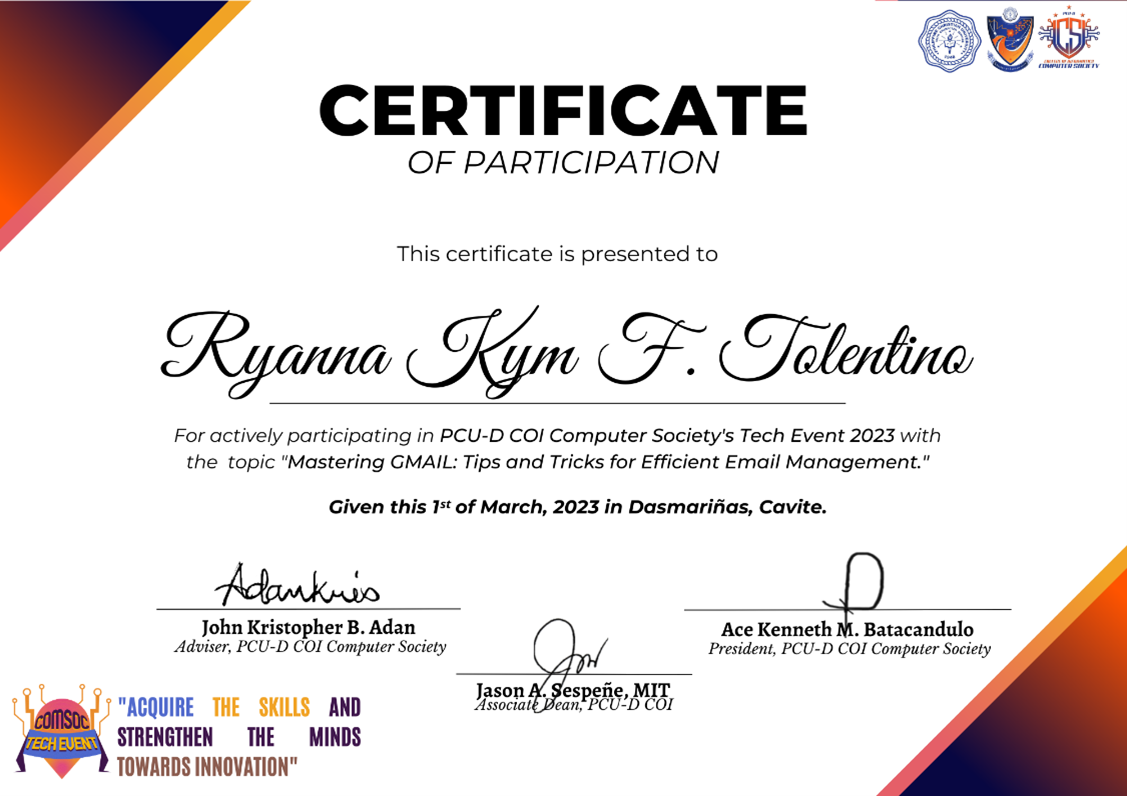 CSI
COMPUTER SOCIETY
CERTIFICATE
OF PARTICIPATION
This certificate is presented to
Ryanna Kym F. Tolentino
For actively participating in PCU-D COI Computer Society's Tech Event 2023 with
the topic "Mastering GMAIL: Tips and Tricks for Efficient Email Management."
Given this 1st of March, 2023 in Dasmariñas, Cavite.
Adankris
John Kristopher B. Adan
Adviser, PCU-D COI Computer Society
Ace Kenneth M. Batacandulo
President, PCU-D COI Computer Society
Jason A. Sespeñe, MIT
Associate Dean, PCU-D COI
COMSOC
TECH EVENT
"ACQUIRE THE SKILLS AND
STRENGTHEN THE MINDS
TOWARDS INNOVATION"